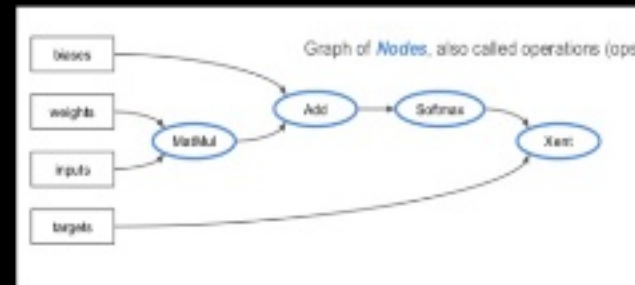 Graph of Nodes, also called operations (ops
biases
weights
inputs
targets
MatMul
Add
Softmax
Xent